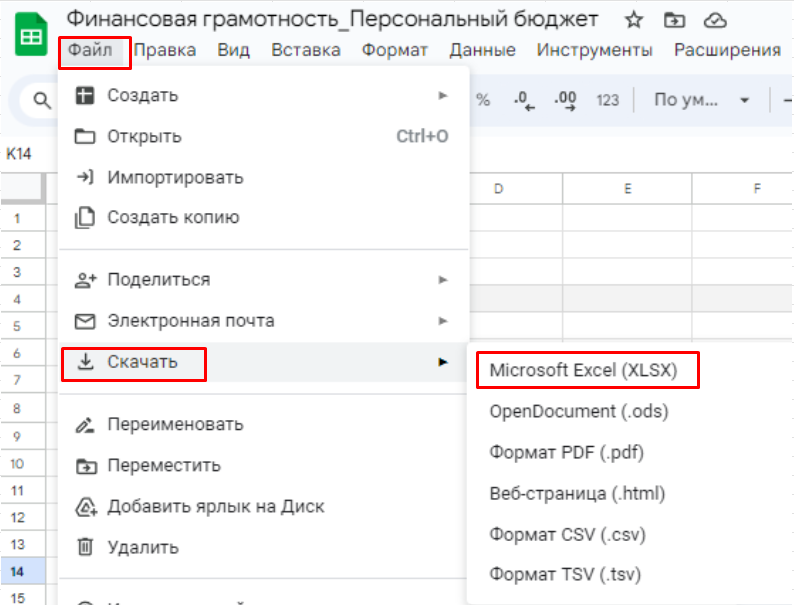 Финансовая грамотность_Персональный бюджет
Файл Правка Вид Вставка Формат Данные Инструменты Расширения
Создать
% .0 .00 123 По ум...
Открыть Ctrl+O
K14
Импортировать
D E F
Создать копию
1
2
3
Поделиться
4
5
Электронная почта
6
Скачать
Microsoft Excel (XLSX)
7
8
OpenDocument (.ods)
Переименовать
9
Формат PDF (.pdf)
10
Переместить
11
Веб-страница (.html)
Добавить ярлык на Диск
12
Формат CSV (.csv)
13
Удалить
14
Формат TSV (.tsv)
15